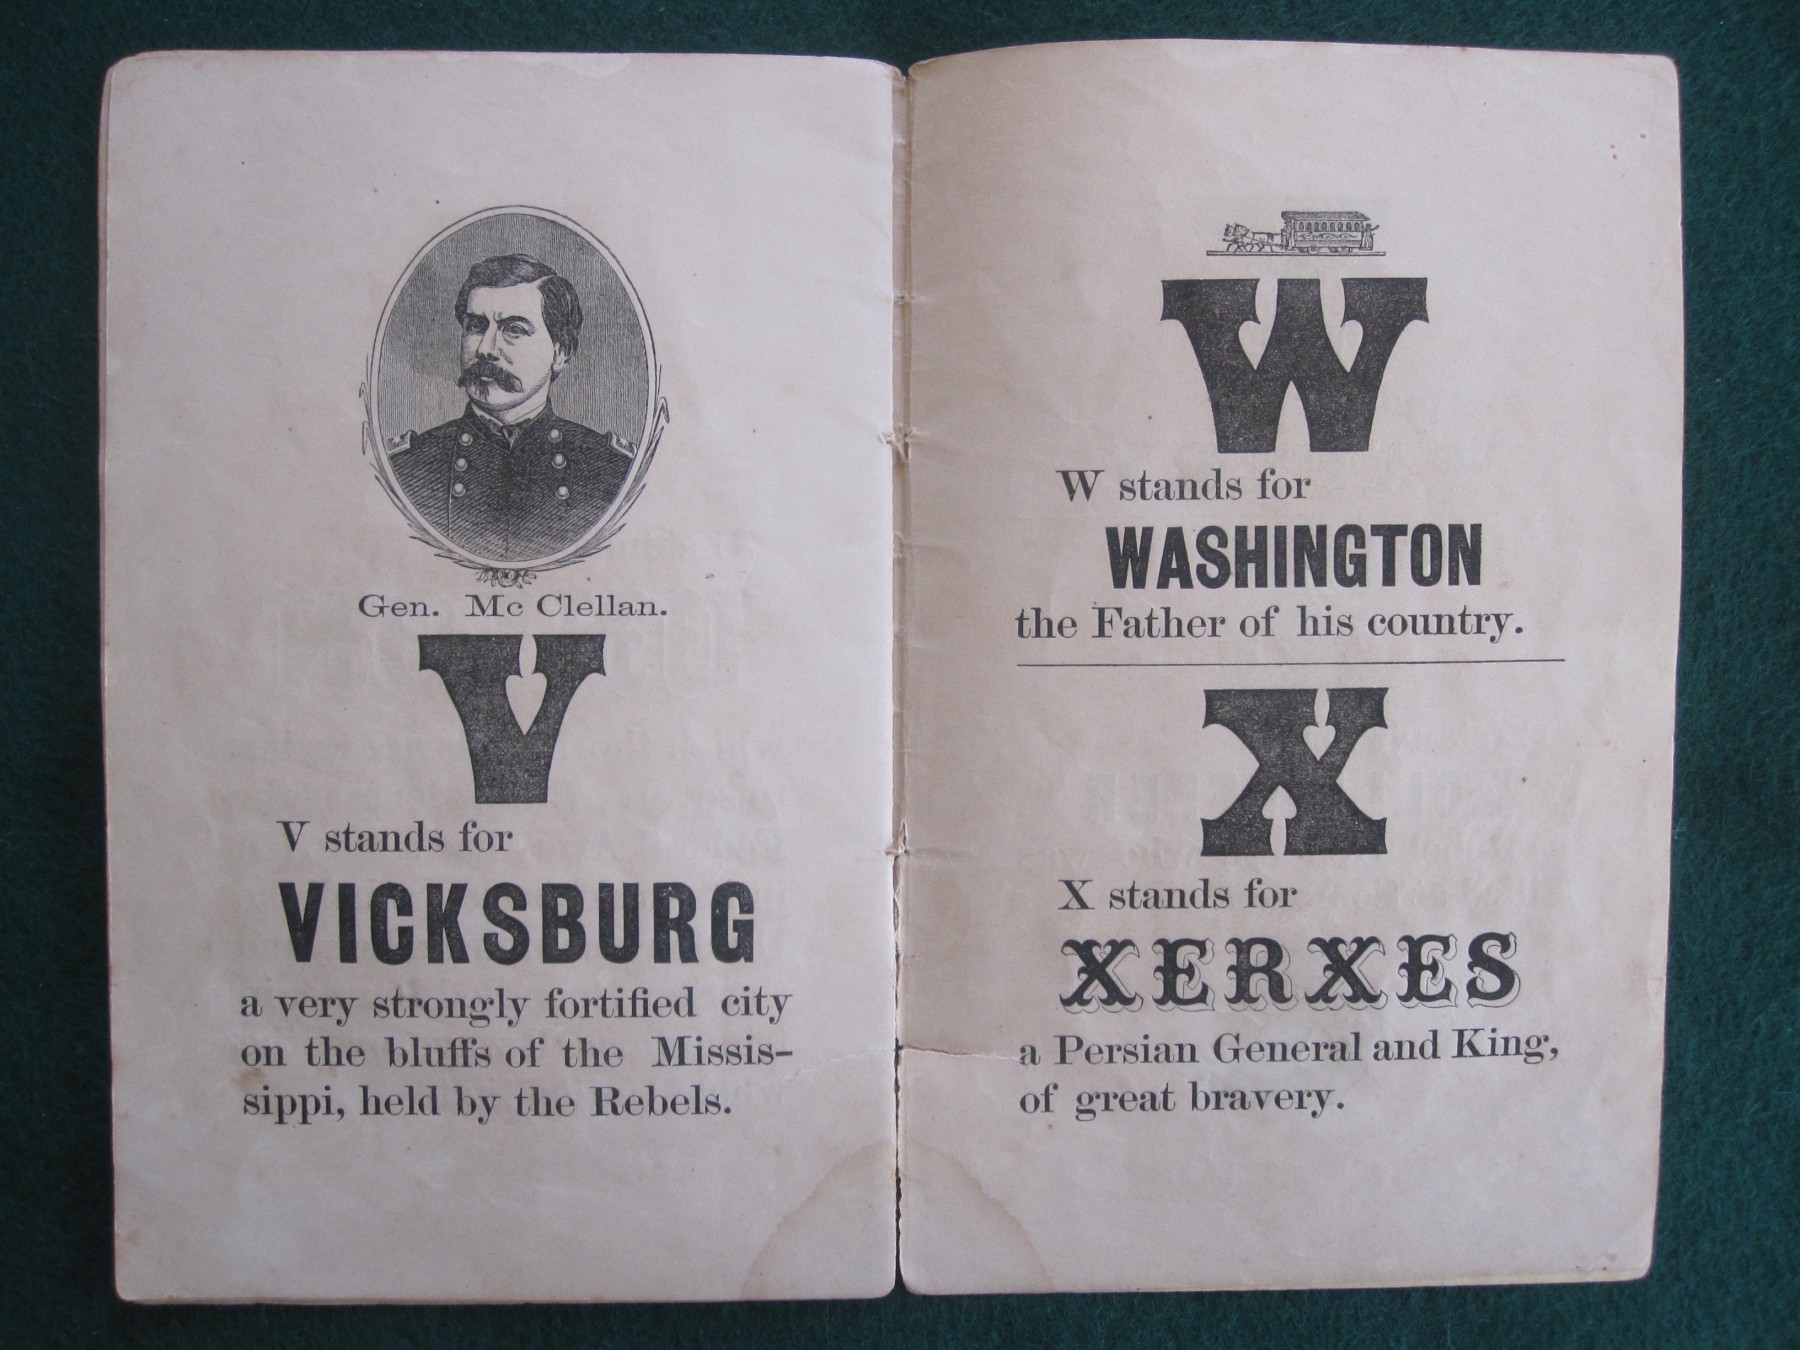 Gen. Mc Clellan.
V
V stands for
VICKSBURG
a very strongly fortified city
on the bluffs of the Missis-
sippi, held by the Rebels.
W
W stands for
WASHINGTON
the Father of his country.
X
X stands for
XERXES
a Persian General and King,
of great bravery.